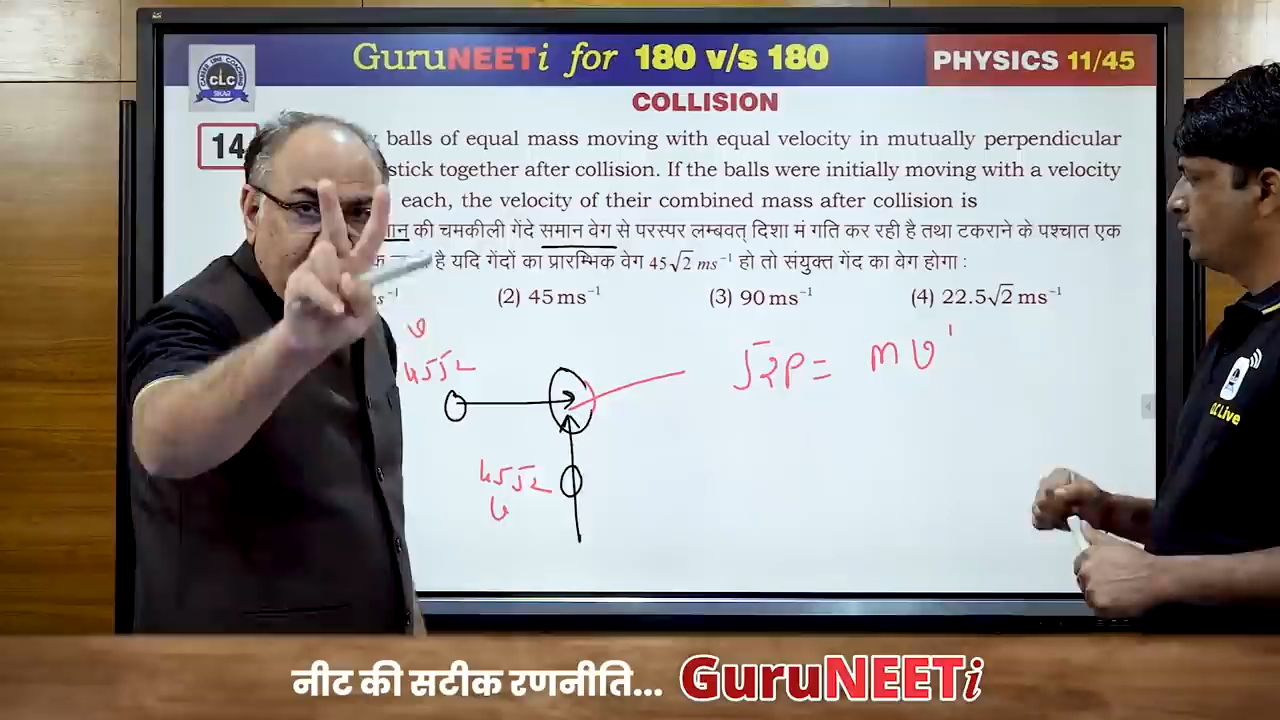 GuruNEETi for 180 v/s 180
PHYSICS 11/45
CLC
SIKAR
COLLISION
14
balls of equal mass moving with equal velocity in mutually perpendicular
stick together after collision. If the balls were initially moving with a velocity
each, the velocity of their combined mass after collision is
की चमकीली गेंदे समान वेग से परस्पर लम्बवत् दिशा मं गति कर रही है तथा टकराने के पश्चात एक
है यदि गेंदों का प्रारम्भिक वेग 45√2 ms⁻¹ हो तो संयुक्त गेंद का वेग होगा :
(2) 45 ms⁻¹ (3) 90 ms⁻¹ (4) 22.5√2 ms⁻¹
45√2
√2P = mv'
45√2
CLC Live
नीट की सटीक रणनीति... GuruNEETi